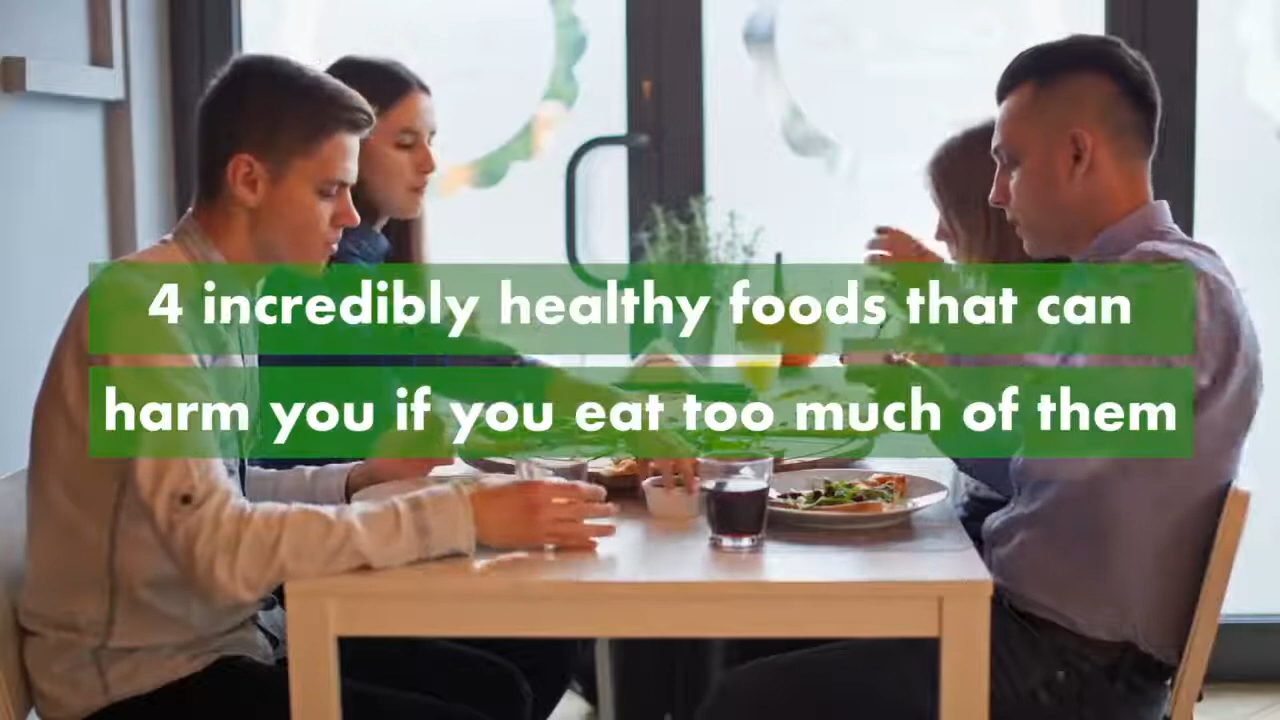 4 incredibly healthy foods that can
harm you if you eat too much of them